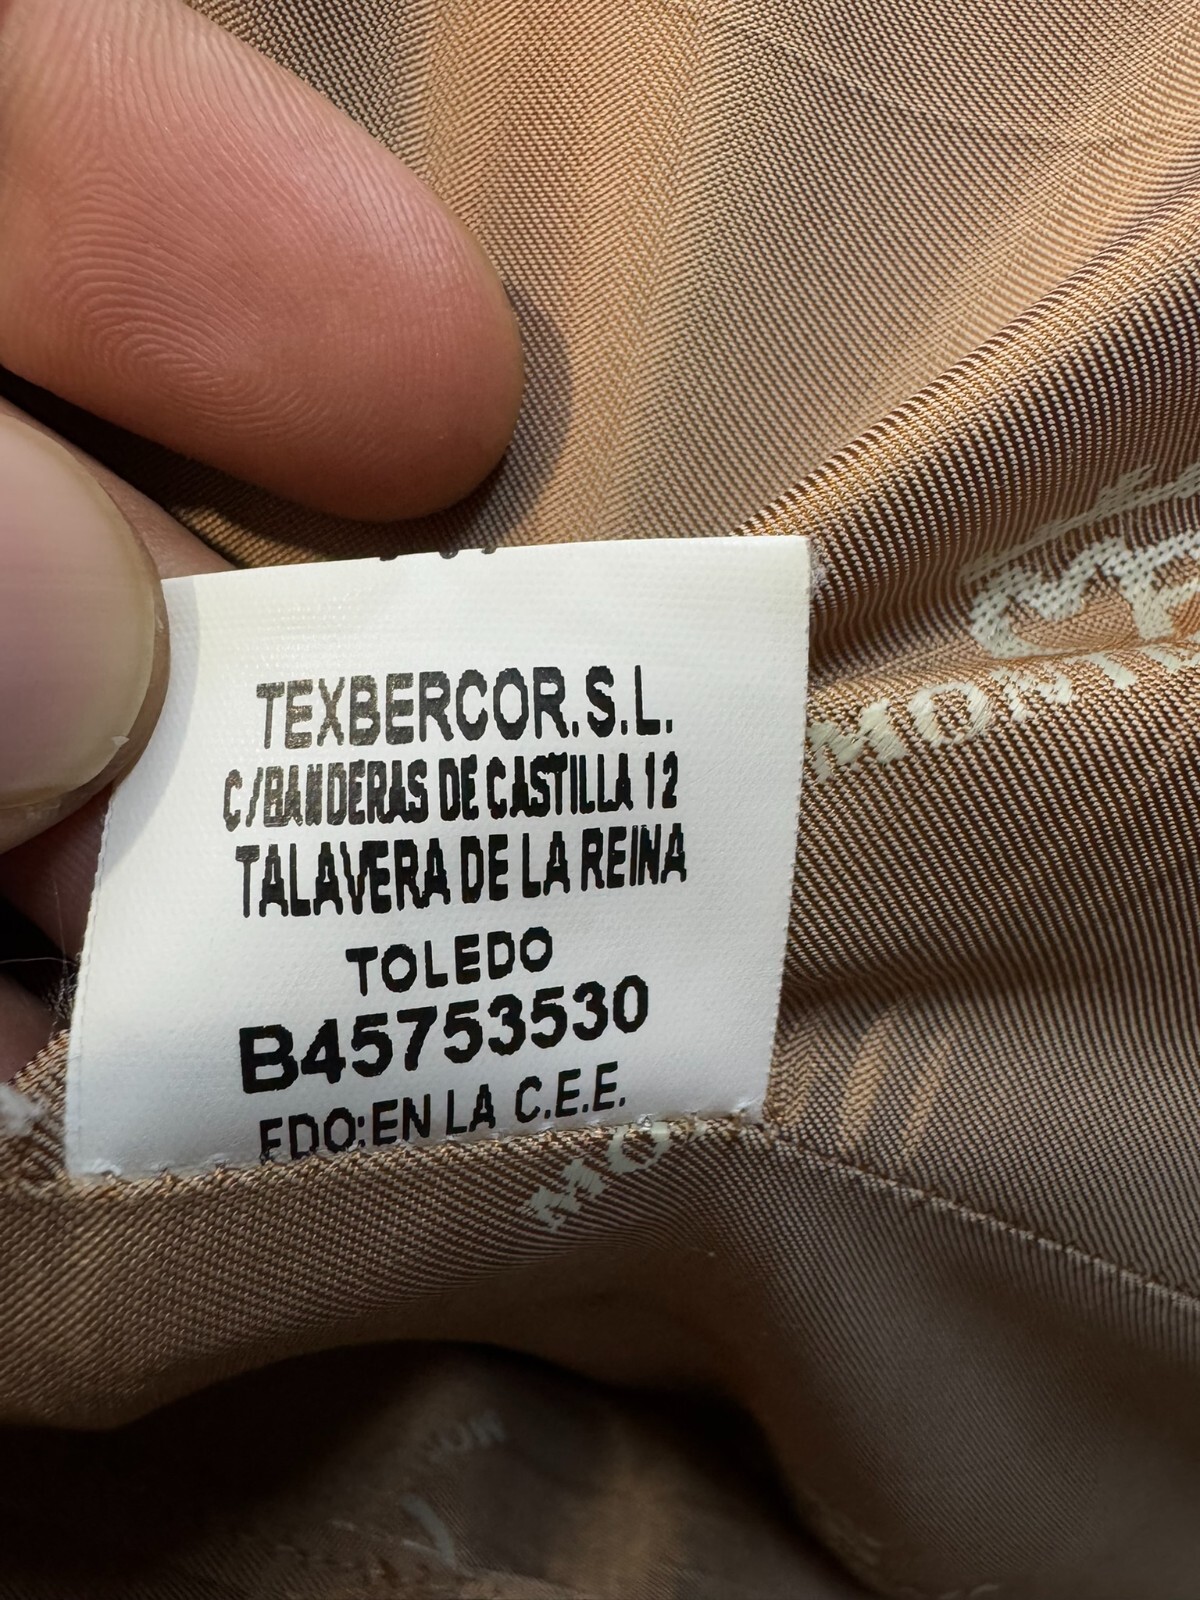 TEXBERCOR.S.L.
C/BANDERAS DE CASTILLA 12
TALAVERA DE LA REINA
TOLEDO
B45753530
FDO:EN LA C.E.E.